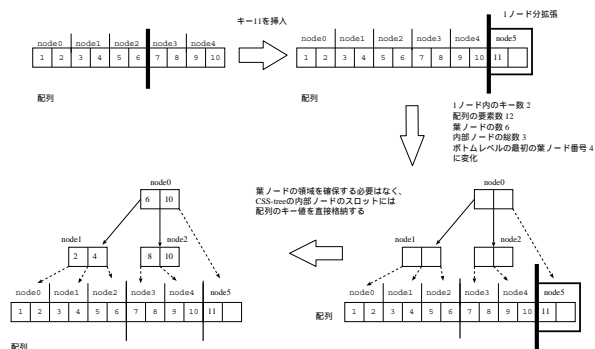 キー11を挿入
1ノード分拡張
node0 node1 node2 node3 node4
1 2 3 4 5 6 7 8 9 10
配列
node0 node1 node2 node3 node4 node5
1 2 3 4 5 6 7 8 9 10 11
配列
1ノード内のキー数 2
配列の要素数 12
葉ノードの数 6
内部ノードの総数 3
ボトムレベルの最初の葉ノード番号 4
に変化
葉ノードの領域を確保する必要はなく、
CSS-treeの内部ノードのスロットには
配列のキー値を直接格納する
node0
6 10
node1
2 4
node2
8 10
node0 node1 node2 node3 node4 node5
1 2 3 4 5 6 7 8 9 10 11
配列
node0
node1
node2
node0 node1 node2 node3 node4 node5
1 2 3 4 5 6 7 8 9 10 11
配列